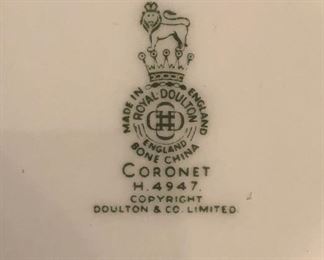 MADE IN ENGLAND
ROYAL DOULTON
ENGLAND
BONE CHINA
CORONET
H.4947.
COPYRIGHT
DOULTON & CO. LIMITED.